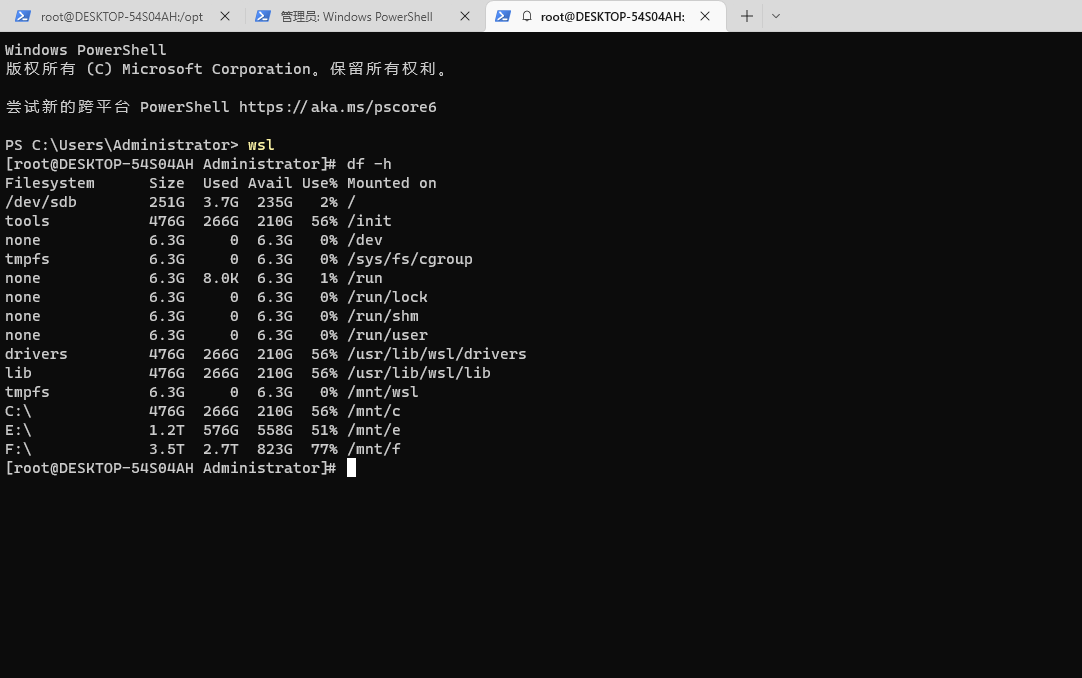 root@DESKTOP-54S04AH:/opt
管理员: Windows PowerShell
root@DESKTOP-54S04AH:
Windows PowerShell
版权所有 (C) Microsoft Corporation。保留所有权利。
尝试新的跨平台 PowerShell https://aka.ms/pscore6
PS C:\Users\Administrator> wsl
[root@DESKTOP-54S04AH Administrator]# df -h
Filesystem      Size  Used Avail Use% Mounted on
/dev/sdb        251G  3.7G  235G   2% /
tools           476G  266G  210G  56% /init
none            6.3G     0  6.3G   0% /dev
tmpfs           6.3G     0  6.3G   0% /sys/fs/cgroup
none            6.3G  8.0K  6.3G   1% /run
none            6.3G     0  6.3G   0% /run/lock
none            6.3G     0  6.3G   0% /run/shm
none            6.3G     0  6.3G   0% /run/user
drivers         476G  266G  210G  56% /usr/lib/wsl/drivers
lib             476G  266G  210G  56% /usr/lib/wsl/lib
tmpfs           6.3G     0  6.3G   0% /mnt/wsl
C:\             476G  266G  210G  56% /mnt/c
E:\             1.2T  576G  558G  51% /mnt/e
F:\             3.5T  2.7T  823G  77% /mnt/f
[root@DESKTOP-54S04AH Administrator]#